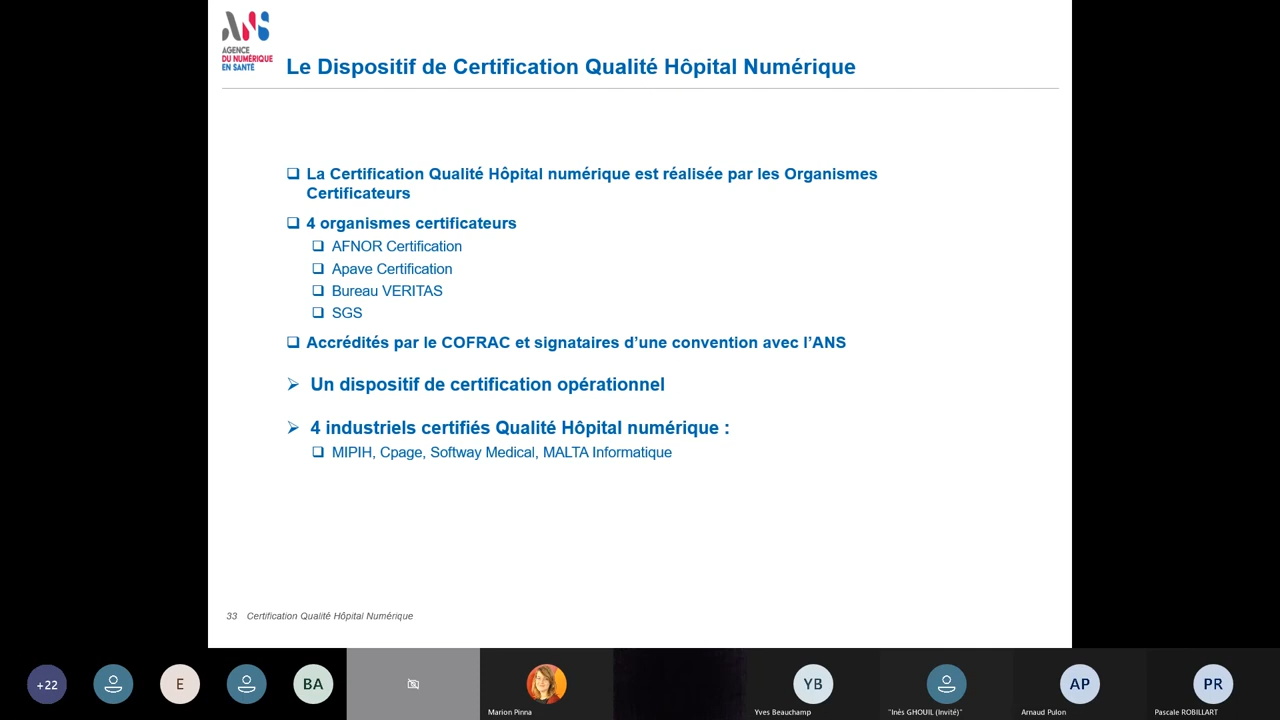 ANS
AGENCE
DU NUMÉRIQUE
EN SANTÉ
Le Dispositif de Certification Qualité Hôpital Numérique
La Certification Qualité Hôpital numérique est réalisée par les Organismes
Certificateurs
4 organismes certificateurs
AFNOR Certification
Apave Certification
Bureau VERITAS
SGS
Accrédités par le COFRAC et signataires d’une convention avec l’ANS
Un dispositif de certification opérationnel
4 industriels certifiés Qualité Hôpital numérique :
MIPIH, Cpage, Softway Medical, MALTA Informatique
33 Certification Qualité Hôpital Numérique
+22
E
BA
Marion Pinna
YB
Yves Beauchamp
"Inès GHOUIL (Invité)"
AP
Arnaud Pulon
PR
Pascale ROBILLART